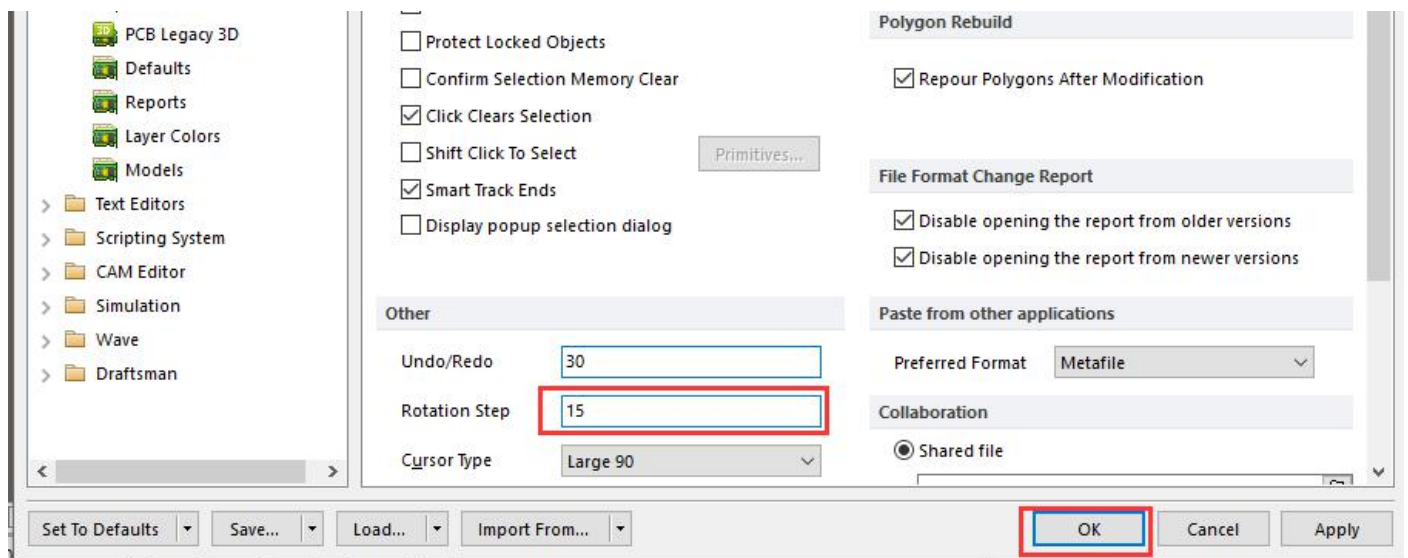 PCB Legacy 3D
Defaults
Reports
Layer Colors
Models
Text Editors
Scripting System
CAM Editor
Simulation
Wave
Draftsman
Protect Locked Objects
Confirm Selection Memory Clear
Click Clears Selection
Shift Click To Select
Primitives...
Smart Track Ends
Display popup selection dialog
Other
Undo/Redo 30
Rotation Step 15
Cursor Type Large 90
Polygon Rebuild
Repour Polygons After Modification
File Format Change Report
Disable opening the report from older versions
Disable opening the report from newer versions
Paste from other applications
Preferred Format Metafile
Collaboration
Shared file
Set To Defaults Save... Load... Import From... OK Cancel Apply